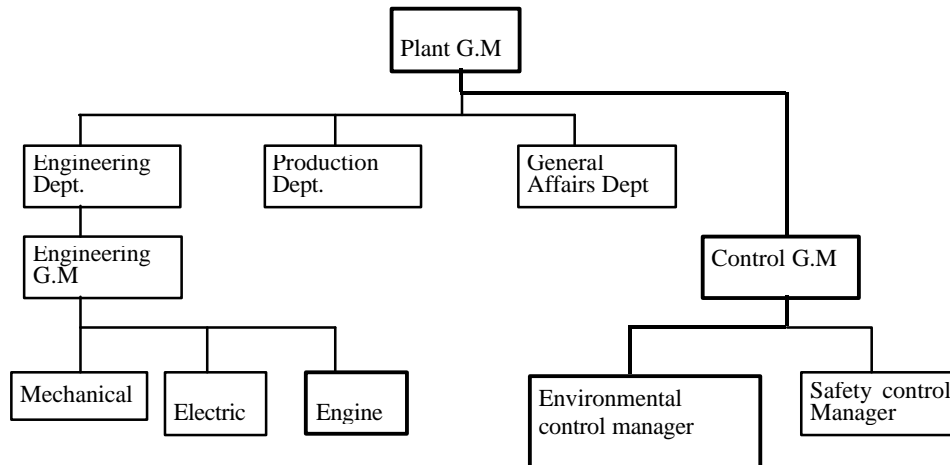 Plant G.M
Engineering
Dept.
Production
Dept.
General
Affairs Dept
Engineering
G.M
Control G.M
Mechanical
Electric
Engine
Environmental
control manager
Safety control
Manager